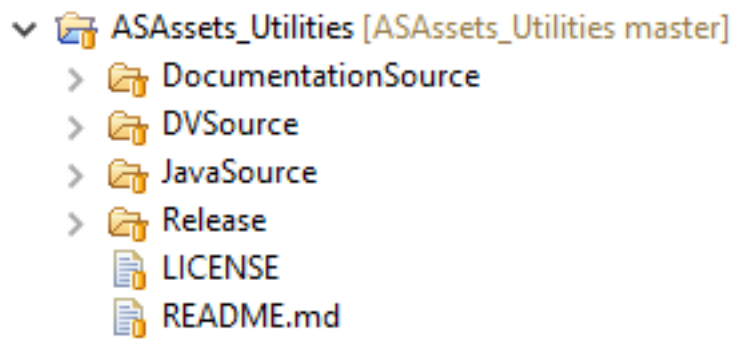 ASAssets_Utilities [ASAssets_Utilities master]
DocumentationSource
DVSource
JavaSource
Release
LICENSE
README.md